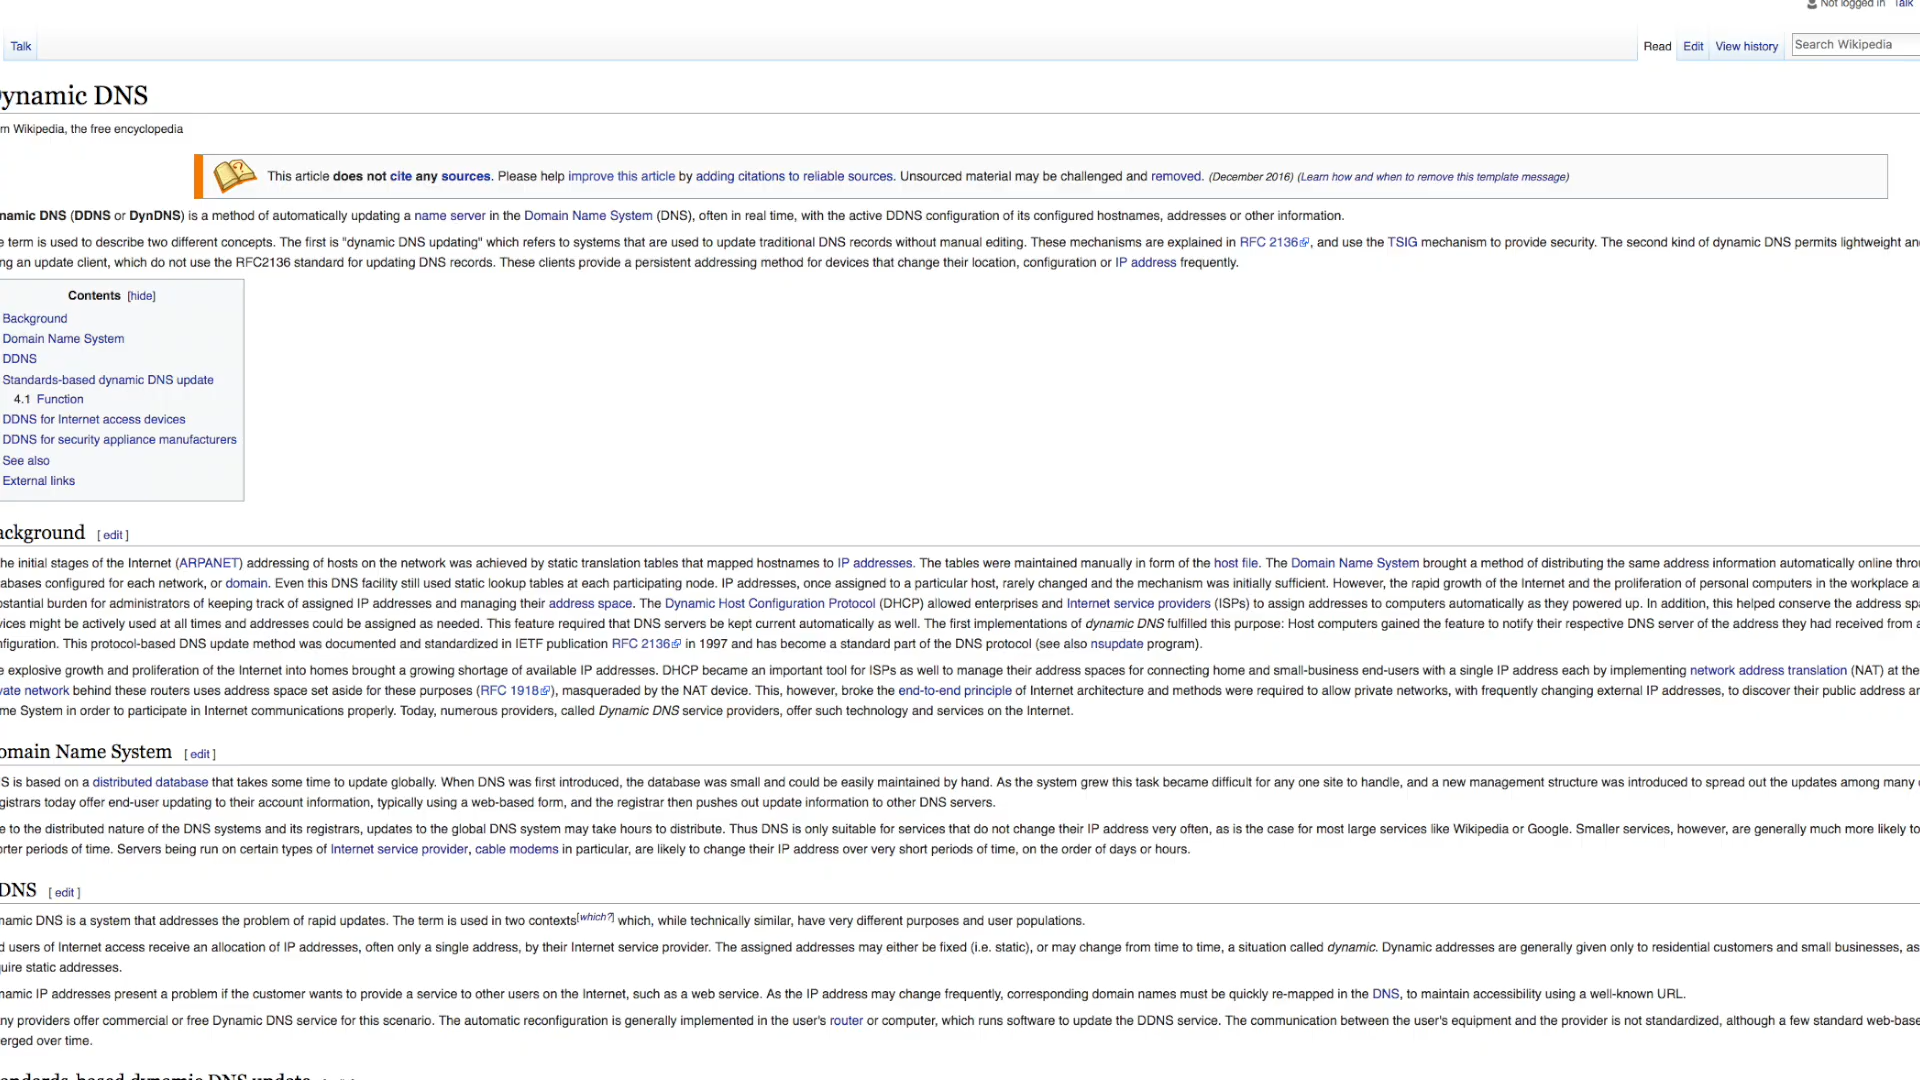 Not logged in Talk
Talk
Read Edit View history Search Wikipedia
ynamic DNS
m Wikipedia, the free encyclopedia
This article does not cite any sources. Please help improve this article by adding citations to reliable sources. Unsourced material may be challenged and removed. (December 2016) (Learn how and when to remove this template message)
namic DNS (DDNS or DynDNS) is a method of automatically updating a name server in the Domain Name System (DNS), often in real time, with the active DDNS configuration of its configured hostnames, addresses or other information.
e term is used to describe two different concepts. The first is "dynamic DNS updating" which refers to systems that are used to update traditional DNS records without manual editing. These mechanisms are explained in RFC 2136, and use the TSIG mechanism to provide security. The second kind of dynamic DNS permits lightweight an
ng an update client, which do not use the RFC2136 standard for updating DNS records. These clients provide a persistent addressing method for devices that change their location, configuration or IP address frequently.
Contents [hide]
Background
Domain Name System
DDNS
Standards-based dynamic DNS update
4.1 Function
DDNS for Internet access devices
DDNS for security appliance manufacturers
See also
External links
ackground [ edit ]
he initial stages of the Internet (ARPANET) addressing of hosts on the network was achieved by static translation tables that mapped hostnames to IP addresses. The tables were maintained manually in form of the host file. The Domain Name System brought a method of distributing the same address information automatically online thro
abases configured for each network, or domain. Even this DNS facility still used static lookup tables at each participating node. IP addresses, once assigned to a particular host, rarely changed and the mechanism was initially sufficient. However, the rapid growth of the Internet and the proliferation of personal computers in the workplace a
stantial burden for administrators of keeping track of assigned IP addresses and managing their address space. The Dynamic Host Configuration Protocol (DHCP) allowed enterprises and Internet service providers (ISPs) to assign addresses to computers automatically as they powered up. In addition, this helped conserve the address spa
vices might be actively used at all times and addresses could be assigned as needed. This feature required that DNS servers be kept current automatically as well. The first implementations of dynamic DNS fulfilled this purpose: Host computers gained the feature to notify their respective DNS server of the address they had received from a
nfiguration. This protocol-based DNS update method was documented and standardized in IETF publication RFC 2136 in 1997 and has become a standard part of the DNS protocol (see also nsupdate program).
e explosive growth and proliferation of the Internet into homes brought a growing shortage of available IP addresses. DHCP became an important tool for ISPs as well to manage their address spaces for connecting home and small-business end-users with a single IP address each by implementing network address translation (NAT) at the
vate network behind these routers uses address space set aside for these purposes (RFC 1918), masqueraded by the NAT device. This, however, broke the end-to-end principle of Internet architecture and methods were required to allow private networks, with frequently changing external IP addresses, to discover their public address an
me System in order to participate in Internet communications properly. Today, numerous providers, called Dynamic DNS service providers, offer such technology and services on the Internet.
omain Name System [ edit ]
S is based on a distributed database that takes some time to update globally. When DNS was first introduced, the database was small and could be easily maintained by hand. As the system grew this task became difficult for any one site to handle, and a new management structure was introduced to spread out the updates among many
gistrars today offer end-user updating to their account information, typically using a web-based form, and the registrar then pushes out update information to other DNS servers.
e to the distributed nature of the DNS systems and its registrars, updates to the global DNS system may take hours to distribute. Thus DNS is only suitable for services that do not change their IP address very often, as is the case for most large services like Wikipedia or Google. Smaller services, however, are generally much more likely to
rter periods of time. Servers being run on certain types of Internet service provider, cable modems in particular, are likely to change their IP address over very short periods of time, on the order of days or hours.
DNS [ edit ]
namic DNS is a system that addresses the problem of rapid updates. The term is used in two contexts[which?] which, while technically similar, have very different purposes and user populations.
d users of Internet access receive an allocation of IP addresses, often only a single address, by their Internet service provider. The assigned addresses may either be fixed (i.e. static), or may change from time to time, a situation called dynamic. Dynamic addresses are generally given only to residential customers and small businesses, as
uire static addresses.
namic IP addresses present a problem if the customer wants to provide a service to other users on the Internet, such as a web service. As the IP address may change frequently, corresponding domain names must be quickly re-mapped in the DNS, to maintain accessibility using a well-known URL.
ny providers offer commercial or free Dynamic DNS service for this scenario. The automatic reconfiguration is generally implemented in the user's router or computer, which runs software to update the DDNS service. The communication between the user's equipment and the provider is not standardized, although a few standard web-base
erged over time.
andards-based dynamic DNS update